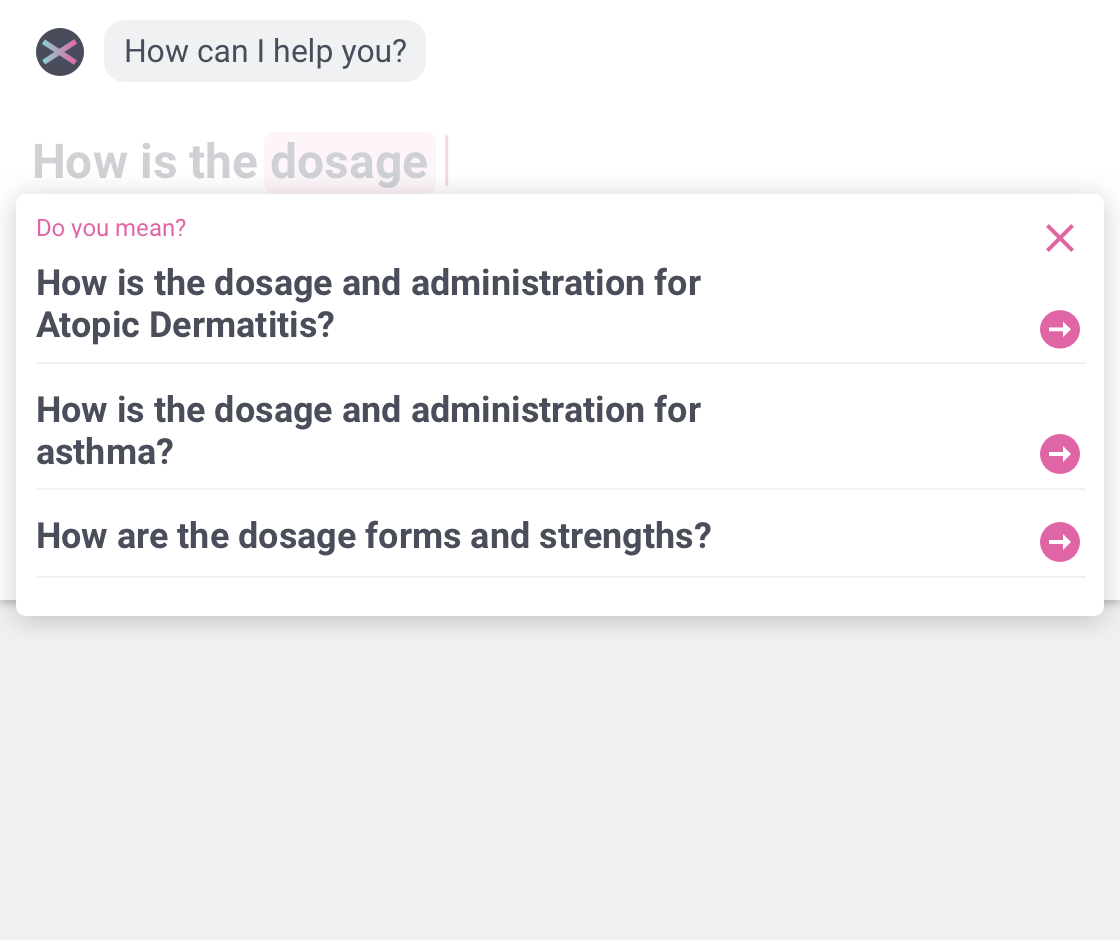 How can I help you?
How is the dosage
Do you mean?
How is the dosage and administration for
Atopic Dermatitis?
How is the dosage and administration for
asthma?
How are the dosage forms and strengths?